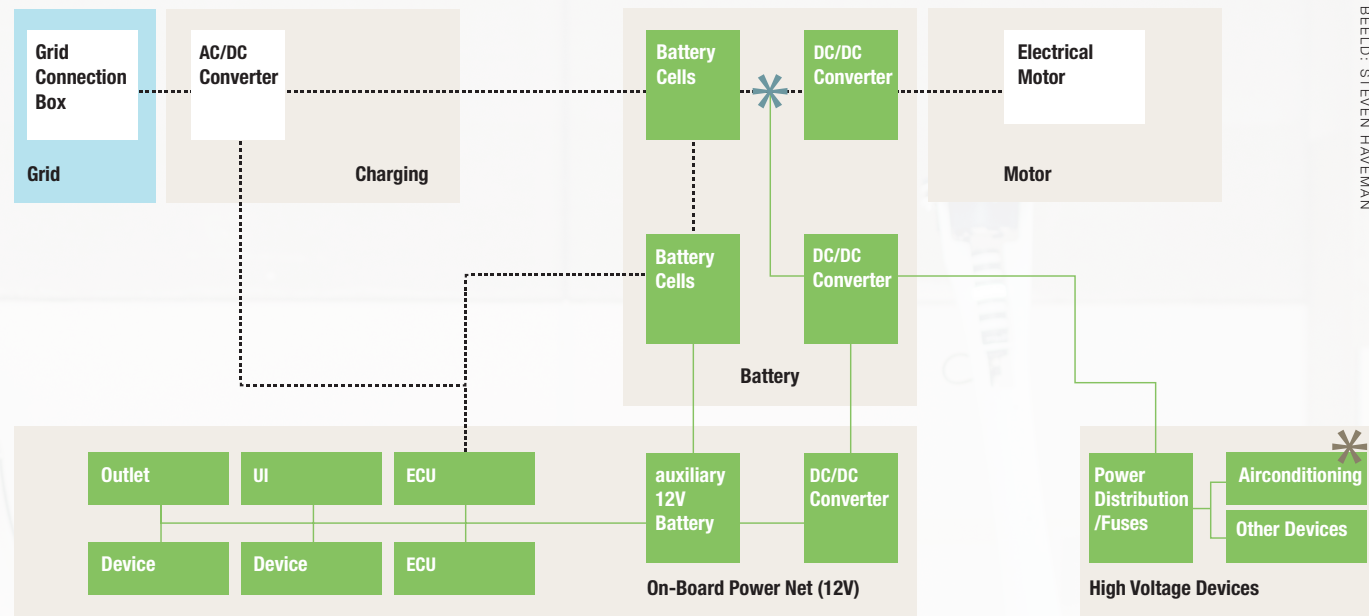 BEELD: STEVEN HAVEMAN
Grid
Connection
Box
Grid
AC/DC
Converter
Charging
Battery
Cells
DC/DC
Converter
Electrical
Motor
Motor
Battery
Cells
DC/DC
Converter
Battery
Outlet
UI
ECU
auxiliary
12V
Battery
DC/DC
Converter
Device
Device
ECU
On-Board Power Net (12V)
Power
Distribution
/Fuses
Airconditioning
Other Devices
High Voltage Devices